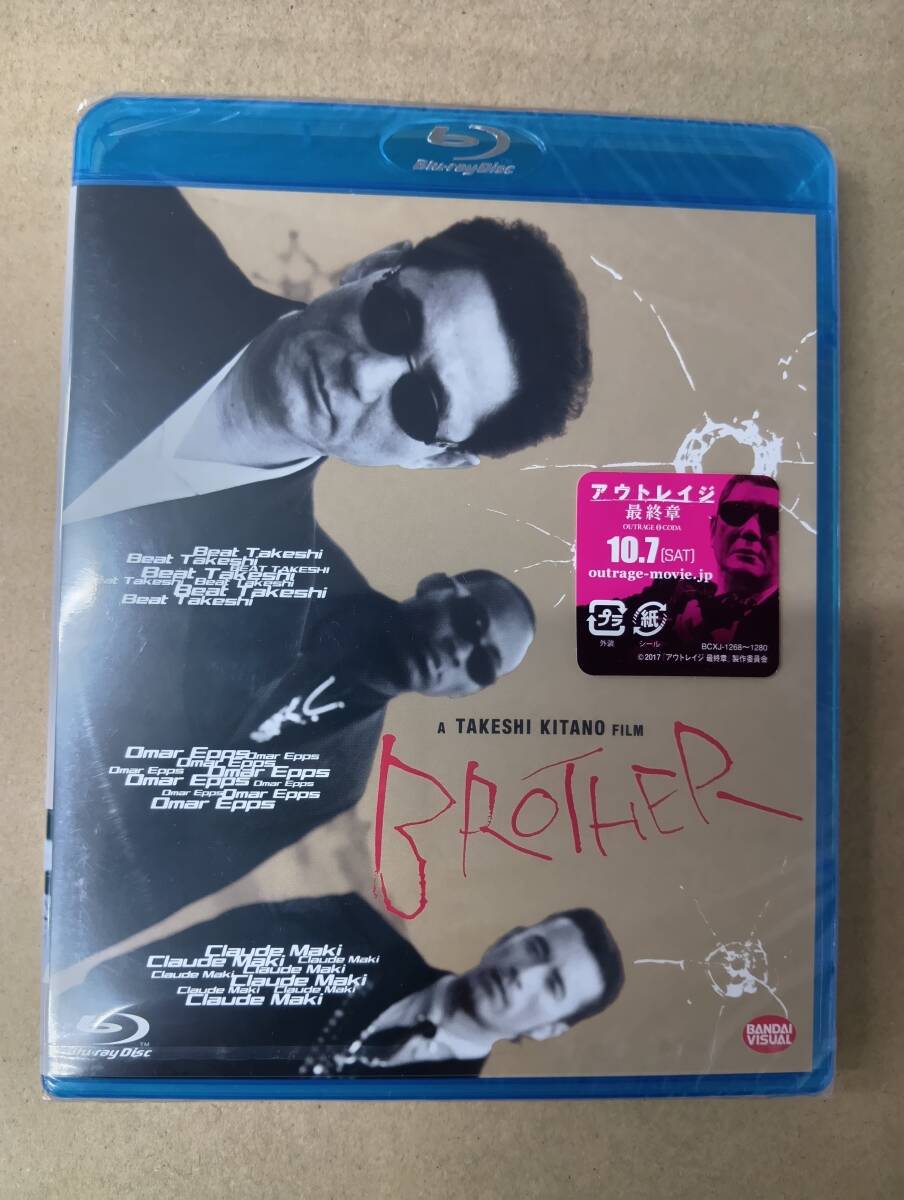 Blu-ray Disc
アウトレイジ
最終章
OUTRAGE CODA
10.7 [SAT]
outrage-movie.jp
プラ 紙
外装 シール
BCXJ-1268〜1280
©2017「アウトレイジ 最終章」製作委員会
Beat Takeshi
Beat Takeshi
BEAT TAKESHI
Beat Takeshi
Beat Takeshi Beat Takeshi
Beat Takeshi
Beat Takeshi
A TAKESHI KITANO FILM
BROTHER
Omar Epps Omar Epps
Omar Epps
Omar Epps Omar Epps
Omar Epps Omar Epps
Omar Epps Omar Epps
Omar Epps
Claude Maki
Claude Maki Claude Maki
Claude Maki Claude Maki
Claude Maki
Claude Maki Claude Maki
Claude Maki
Blu-ray Disc TM
BANDAI
VISUAL